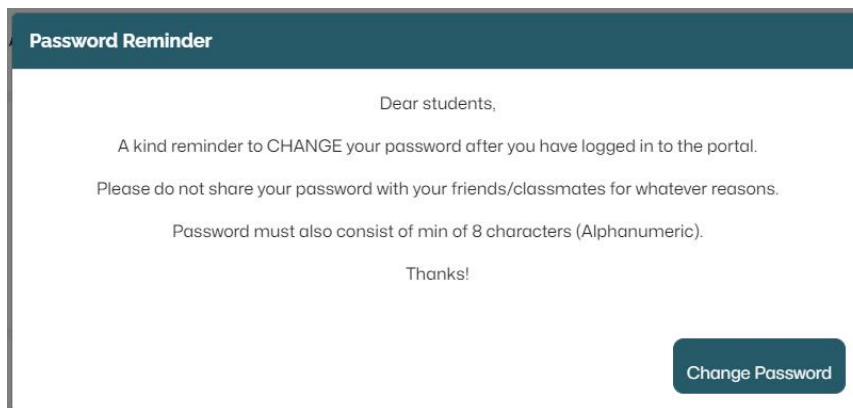 Password Reminder
Dear students,
A kind reminder to CHANGE your password after you have logged in to the portal.
Please do not share your password with your friends/classmates for whatever reasons.
Password must also consist of min of 8 characters (Alphanumeric).
Thanks!
Change Password